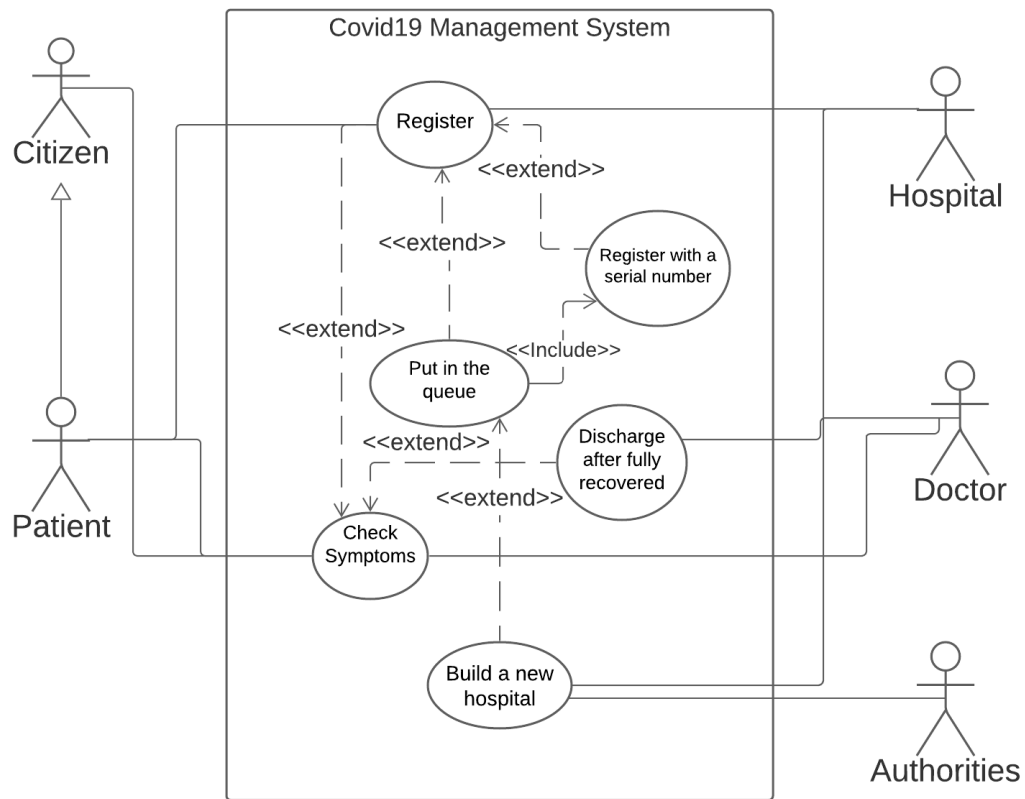 Covid19 Management System
Citizen
Register
<<extend>>
Hospital
<<extend>>
Register with a
serial number
<<extend>>
<<Include>>
Put in the
queue
<<extend>>
Discharge
after fully
recovered
<<extend>>
Doctor
Patient
Check
Symptoms
Build a new
hospital
Authorities